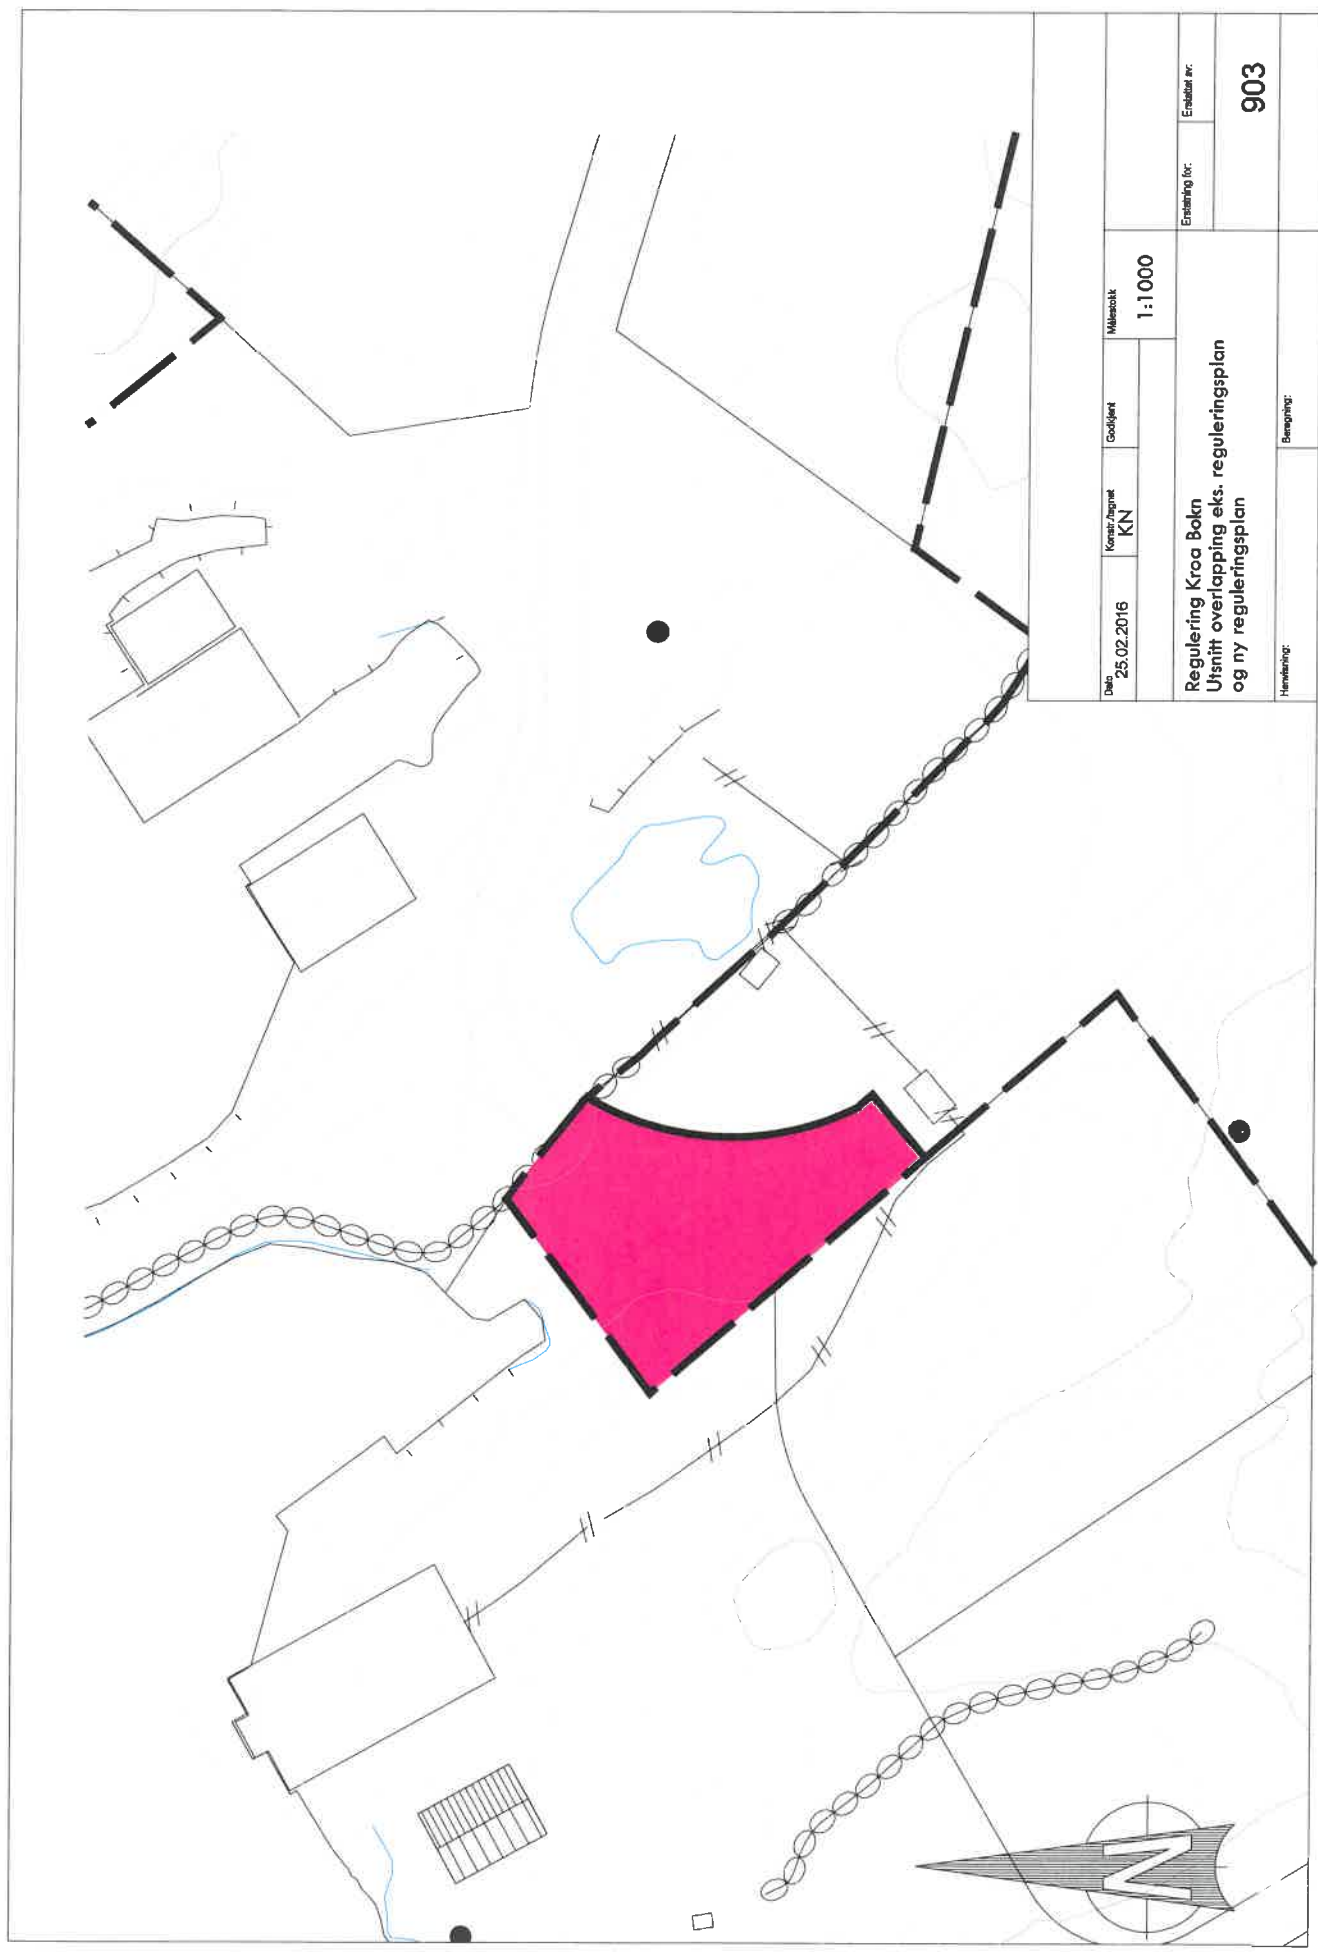 Dato
25.02.2016
Konstr./tegnet
KN
Godkjent
Målestokk
1:1000
Regulering Kroa Bokn
Utsnitt overlapping eks. reguleringsplan
og ny reguleringsplan
Erstatning for:
Erstattet av:
903
Henvisning:
Beregning:
N